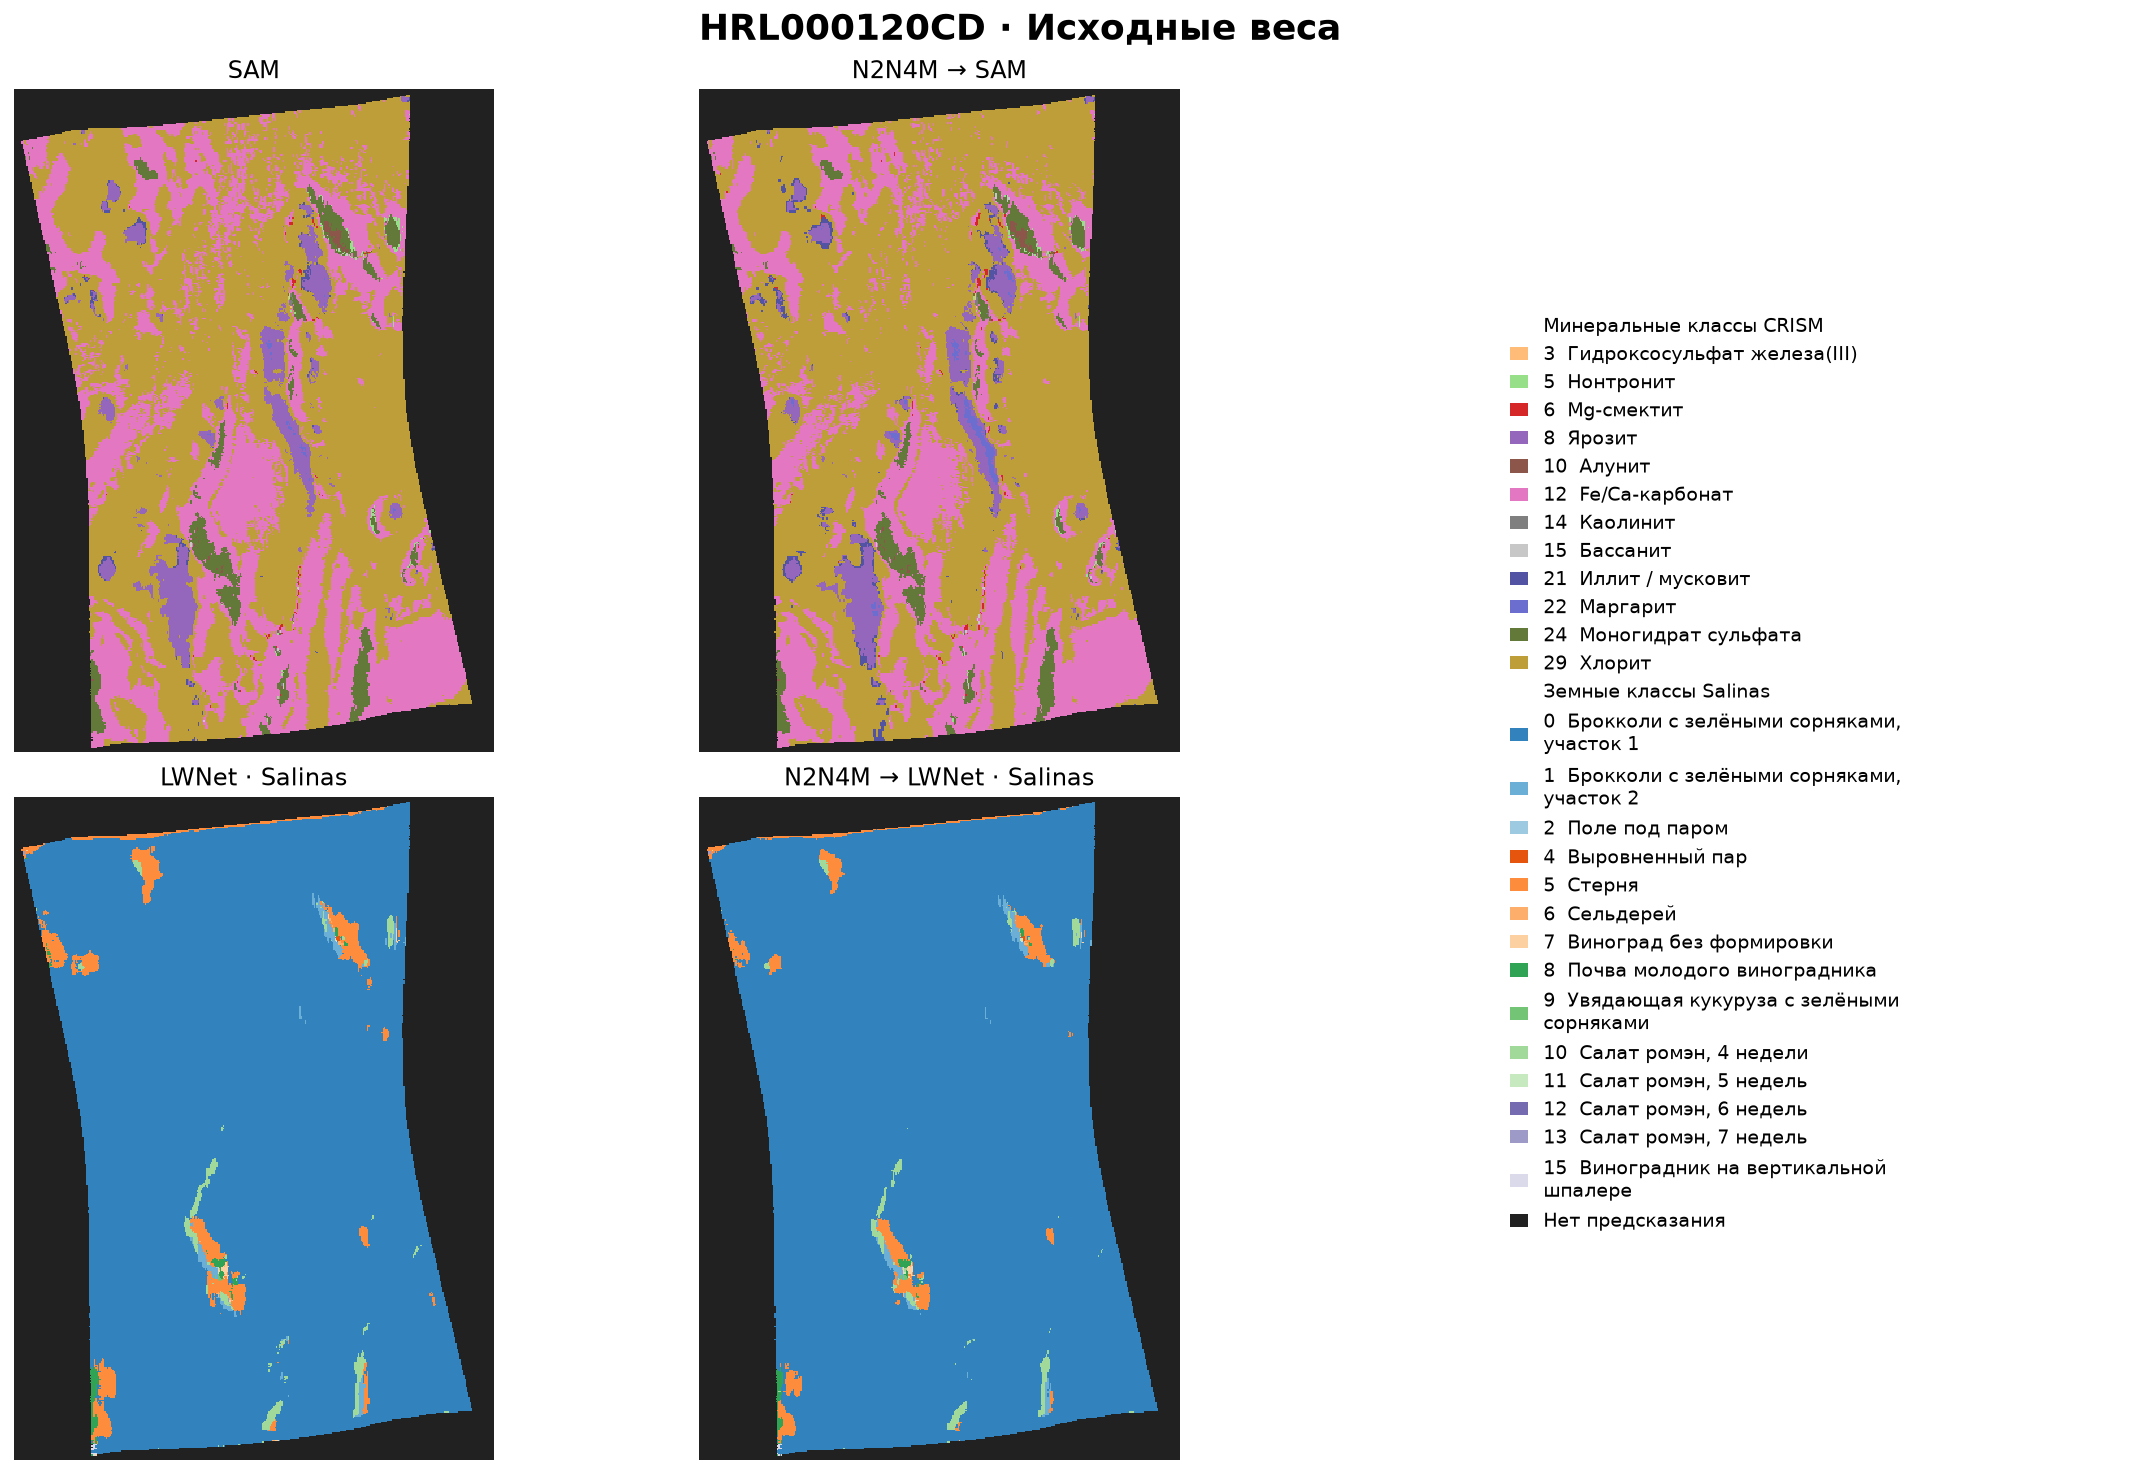 HRL000120CD · Исходные веса
SAM
N2N4M → SAM
LWNet · Salinas
N2N4M → LWNet · Salinas
Минеральные классы CRISM
3 Гидроксосульфат железа(III)
5 Нонтронит
6 Mg-смектит
8 Ярозит
10 Алунит
12 Fe/Ca-карбонат
14 Каолинит
15 Бассанит
21 Иллит / мусковит
22 Маргарит
24 Моногидрат сульфата
29 Хлорит
Земные классы Salinas
0 Брокколи с зелёными сорняками,
участок 1
1 Брокколи с зелёными сорняками,
участок 2
2 Поле под паром
4 Выровненный пар
5 Стерня
6 Сельдерей
7 Виноград без формировки
8 Почва молодого виноградника
9 Увядающая кукуруза с зелёными
сорняками
10 Салат ромэн, 4 недели
11 Салат ромэн, 5 недель
12 Салат ромэн, 6 недель
13 Салат ромэн, 7 недель
15 Виноградник на вертикальной
шпалере
Нет предсказания